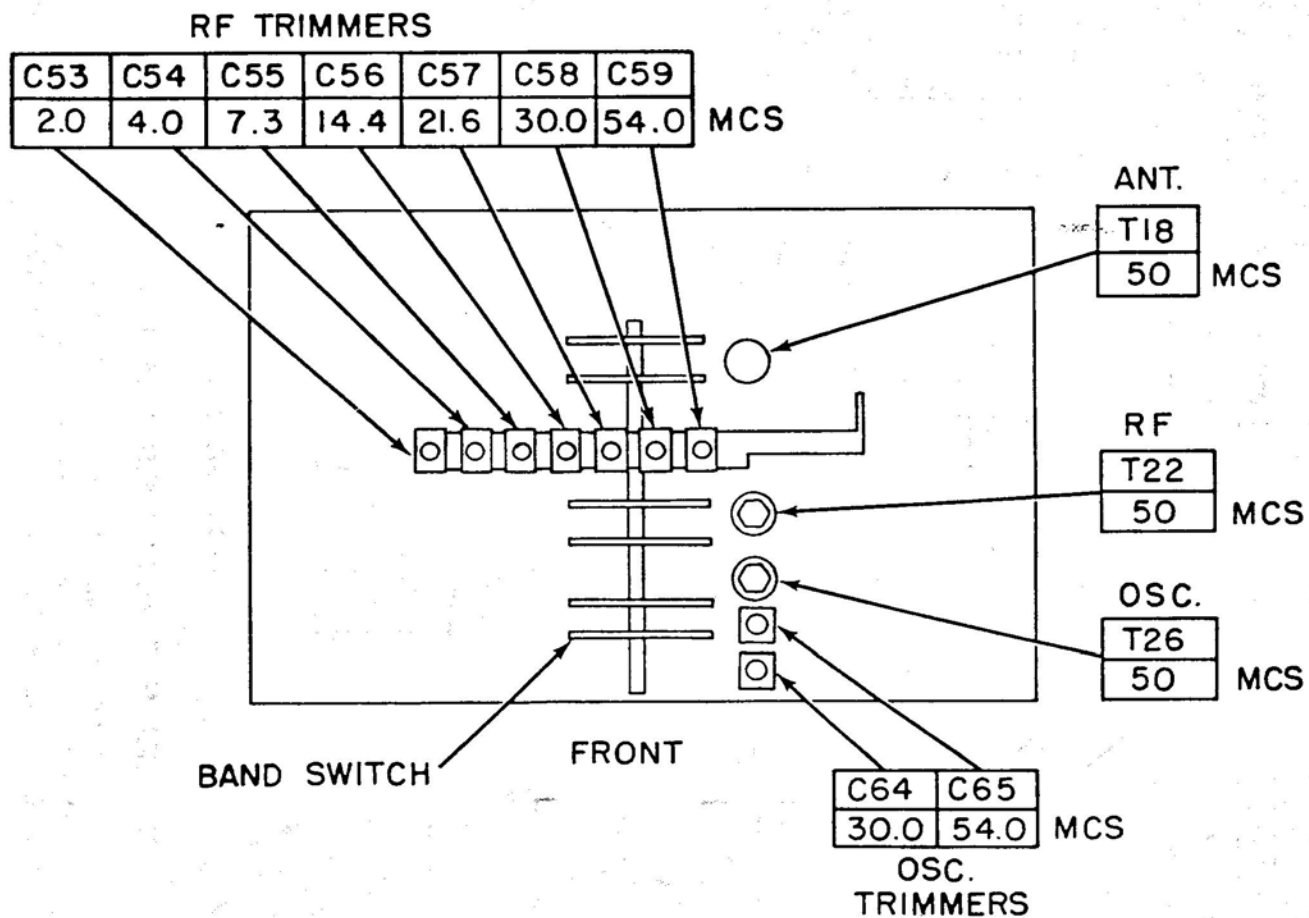 RF TRIMMERS
C53 C54 C55 C56 C57 C58 C59
2.0 4.0 7.3 14.4 21.6 30.0 54.0 MCS
ANT.
T18
50 MCS
RF
T22
50 MCS
OSC.
T26
50 MCS
BAND SWITCH
FRONT
C64 C65
30.0 54.0 MCS
OSC.
TRIMMERS